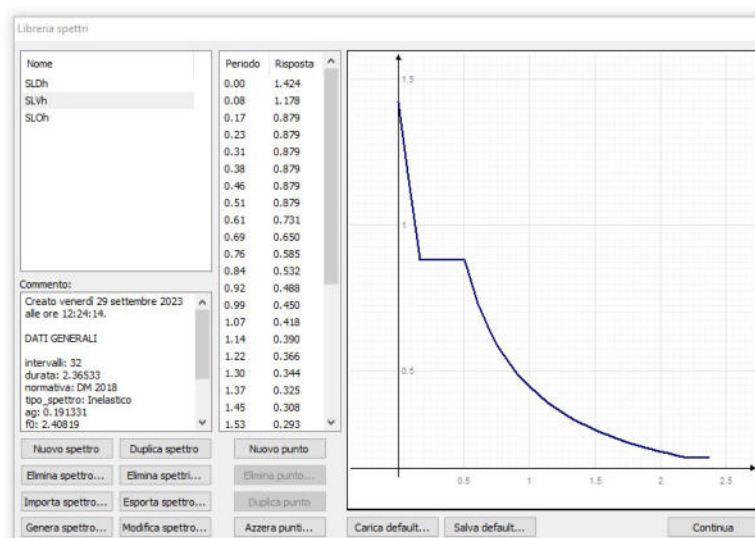 Libreria spettri
Nome
SLDh
SLVh
SLOh
Commento:
Creato venerdì 29 settembre 2023
alle ore 12:24:14.
DATI GENERALI
intervalli: 32
durata: 2.36533
normativa: DM 2018
tipo_spettro: Inelastico
ag: 0.191331
f0: 2.40819
Periodo Risposta
0.00 1.424
0.08 1.178
0.17 0.879
0.23 0.879
0.31 0.879
0.38 0.879
0.46 0.879
0.51 0.879
0.61 0.731
0.69 0.650
0.76 0.585
0.84 0.532
0.92 0.488
0.99 0.450
1.07 0.418
1.14 0.390
1.22 0.366
1.30 0.344
1.37 0.325
1.45 0.308
1.53 0.293
1.5
1
0.5
0.5 1 1.5 2 2.5
Nuovo spettro Duplica spettro Nuovo punto
Elimina spettro... Elimina spettri... Elimina punto...
Importa spettro... Esporta spettro... Duplica punto
Genera spettro... Modifica spettro... Azzera punti... Carica default... Salva default... Continua